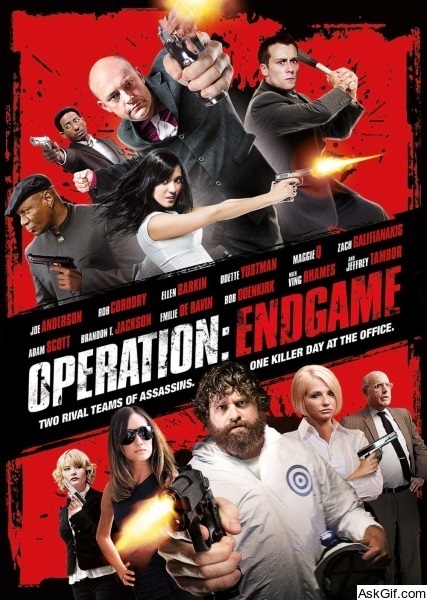 JOE ANDERSON ROB CORDDRY ELLEN BARKIN ODETTE YUSTMAN MAGGIE Q ZACH GALIFIANAKIS
ADAM SCOTT BRANDON T. JACKSON EMILIE DE RAVIN BOB ODENKIRK WITH VING RHAMES AND JEFFREY TAMBOR
OPERATION: ENDGAME
TWO RIVAL TEAMS OF ASSASSINS. ONE KILLER DAY AT THE OFFICE.
AskGif.com